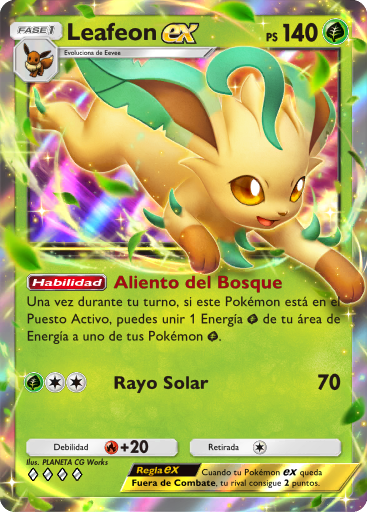 FASE 1 Leafeon ex PS 140
Evoluciona de Eevee
Habilidad Aliento del Bosque
Una vez durante tu turno, si este Pokémon está en el
Puesto Activo, puedes unir 1 Energía de tu área de
Energía a uno de tus Pokémon .
Rayo Solar 70
Debilidad +20 Retirada
Ilus. PLANETA CG Works
Regla ex Cuando tu Pokémon ex queda
Fuera de Combate, tu rival consigue 2 puntos.